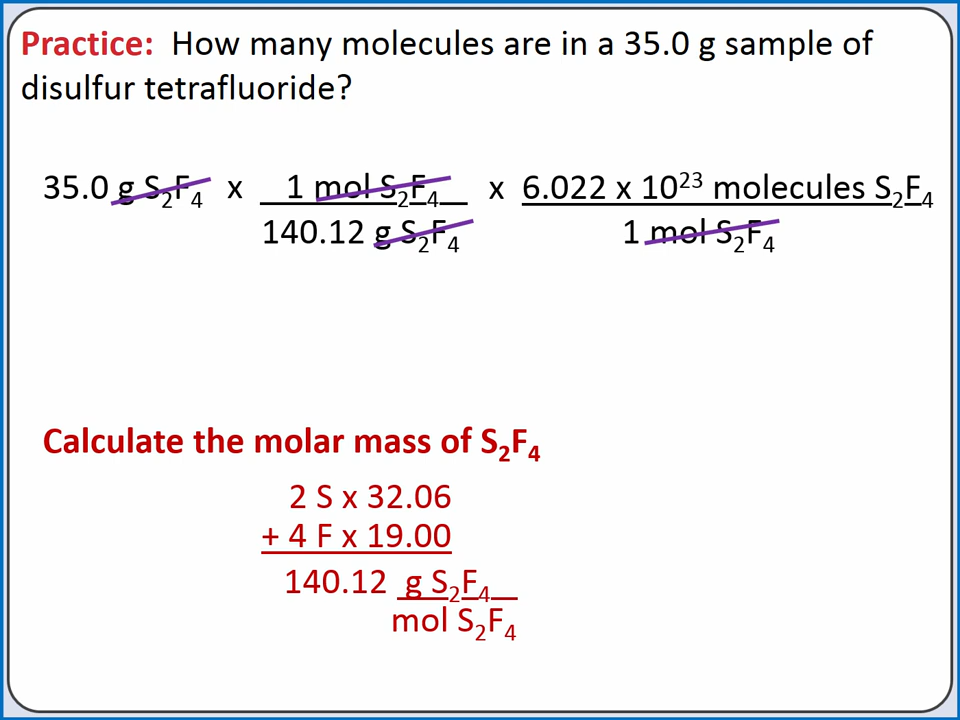 Practice: How many molecules are in a 35.0 g sample of
disulfur tetrafluoride?
35.0 g S₂F₄ x 1 mol S₂F₄ x 6.022 x 10²³ molecules S₂F₄
140.12 g S₂F₄ 1 mol S₂F₄
Calculate the molar mass of S₂F₄
2 S x 32.06
+ 4 F x 19.00
140.12 g S₂F₄
mol S₂F₄